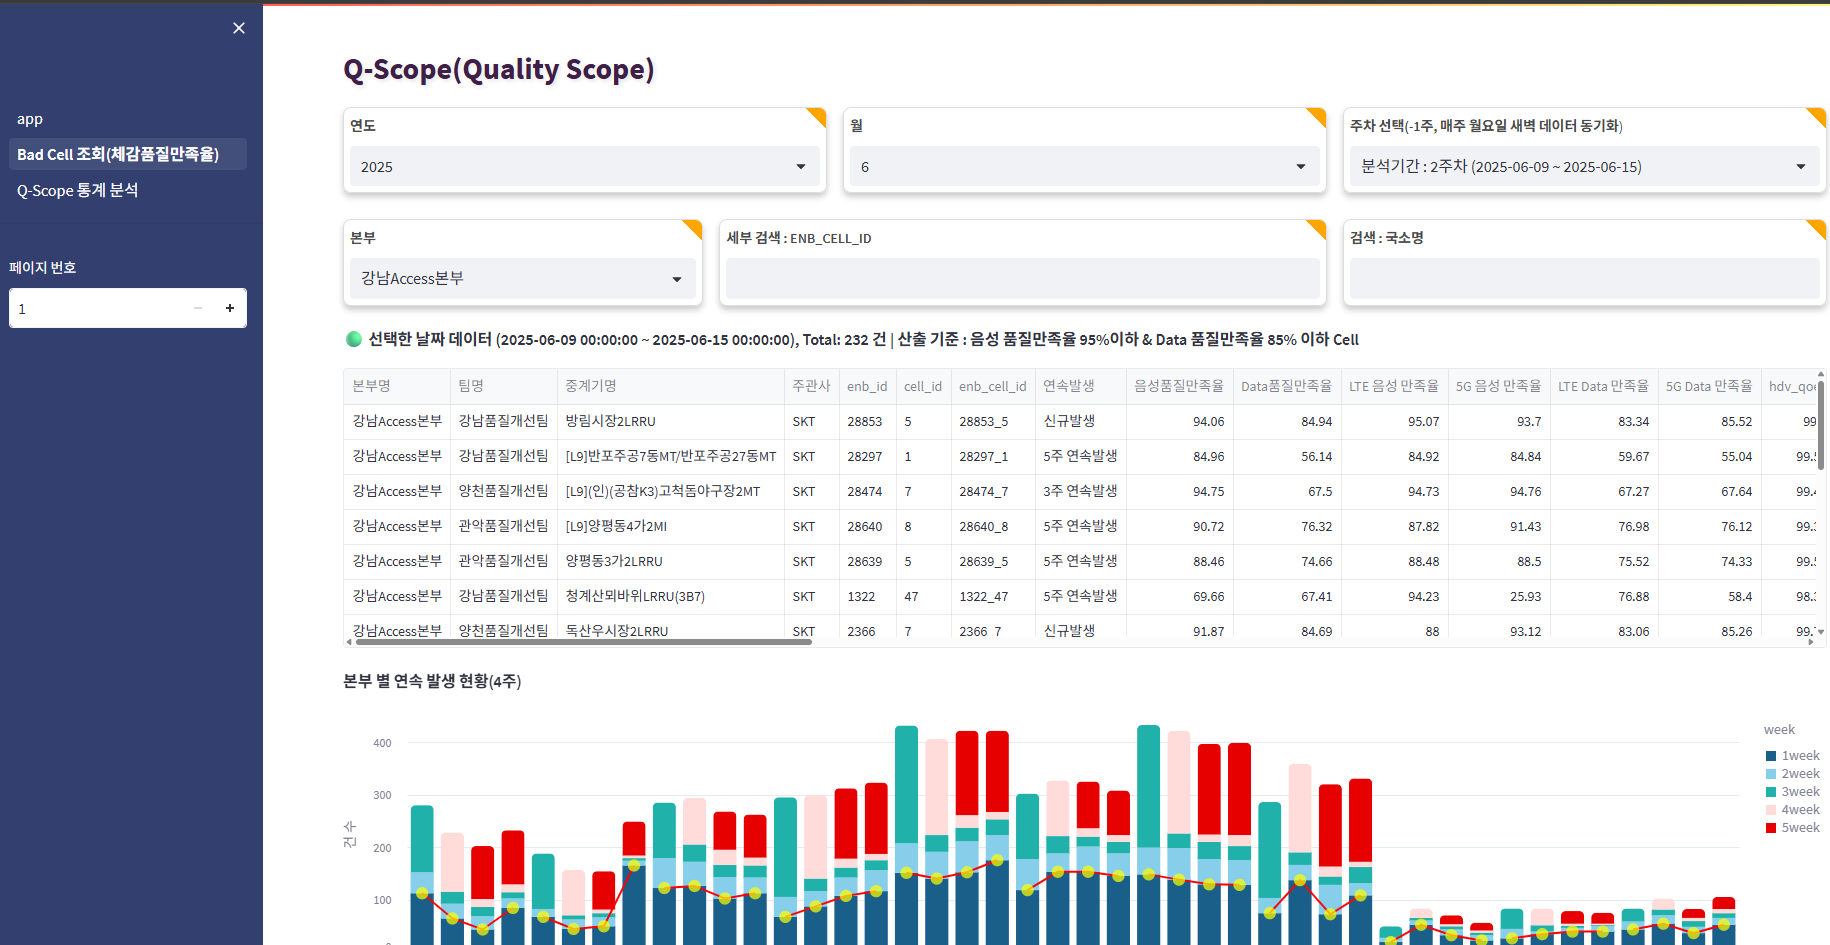 Q-Scope(Quality Scope)
app
Bad Cell 조회(체감품질만족율)
Q-Scope 통계 분석
페이지 번호
1
연도
2025
월
6
주차 선택(-1주, 매주 월요일 새벽 데이터 동기화)
분석기간 : 2주차 (2025-06-09 ~ 2025-06-15)
본부
강남Access본부
세부 검색 : ENB_CELL_ID
검색 : 국소명
선택한 날짜 데이터 (2025-06-09 00:00:00 ~ 2025-06-15 00:00:00), Total: 232 건 | 산출 기준 : 음성 품질만족율 95%이하 & Data 품질만족율 85% 이하 Cell
본부명 팀명 중계기명 주관사 enb_id cell_id enb_cell_id 연속발생 음성품질만족율 Data품질만족율 LTE 음성 만족율 5G 음성 만족율 LTE Data 만족율 5G Data 만족율 hdv_qoe
강남Access본부 강남품질개선팀 방림시장2LRRU SKT 28853 5 28853_5 신규발생 94.06 84.94 95.07 93.7 83.34 85.52 99
강남Access본부 강남품질개선팀 [L9]반포주공7동MT/반포주공27동MT SKT 28297 1 28297_1 5주 연속발생 84.96 56.14 84.92 84.84 59.67 55.04 99.
강남Access본부 양천품질개선팀 [L9](인)(공참K3)고척돔야구장2MT SKT 28474 7 28474_7 3주 연속발생 94.75 67.5 94.73 94.76 67.27 67.64 99.
강남Access본부 관악품질개선팀 [L9]양평동4가2MI SKT 28640 8 28640_8 5주 연속발생 90.72 76.32 87.82 91.43 76.98 76.12 99.
강남Access본부 관악품질개선팀 양평동3가2LRRU SKT 28639 5 28639_5 5주 연속발생 88.46 74.66 88.48 88.5 75.52 74.33 99.
강남Access본부 강남품질개선팀 청계산뫼바위LRRU(3B7) SKT 1322 47 1322_47 5주 연속발생 69.66 67.41 94.23 25.93 76.88 58.4 98.
강남Access본부 양천품질개선팀 독산우시장2LRRU SKT 2366 7 2366_7 신규발생 91.87 84.69 88 93.12 83.06 85.26 99.
본부 별 연속 발생 현황(4주)
건 수
400
300
200
100
week
1week
2week
3week
4week
5week